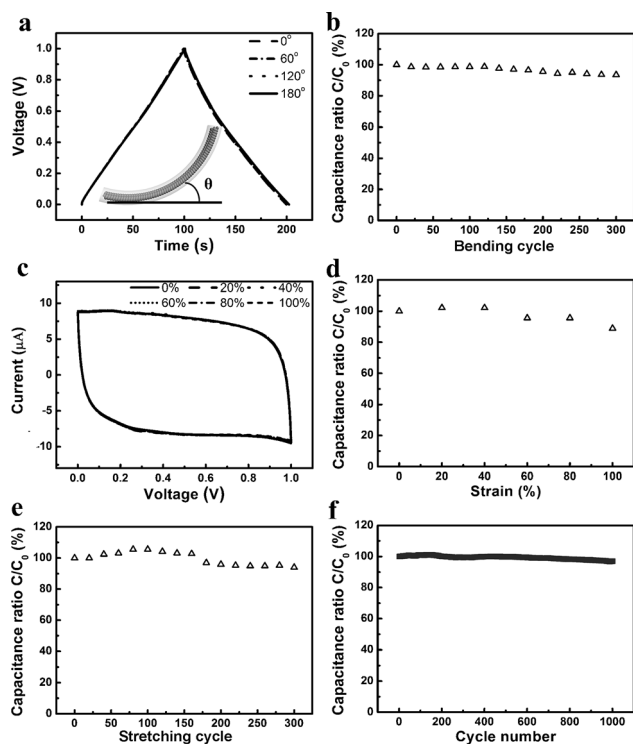 a
0°
60°
120°
180°
Voltage (V)
1.0
0.8
0.6
0.4
0.2
0.0
θ
0 50 100 150 200
Time (s)
b
Capacitance ratio C/C0 (%)
120
100
80
60
40
20
0
0 50 100 150 200 250 300
Bending cycle
c
0% 20% 40%
60% 80% 100%
Current (μA)
10
5
0
-5
-10
0.0 0.2 0.4 0.6 0.8 1.0
Voltage (V)
d
Capacitance ratio C/C0 (%)
120
100
80
60
40
20
0
0 20 40 60 80 100
Strain (%)
e
Capacitance ratio C/C0 (%)
120
100
80
60
40
20
0
0 50 100 150 200 250 300
Stretching cycle
f
Capacitance ratio C/C0 (%)
120
100
80
60
40
20
0
0 200 400 600 800 1000
Cycle number